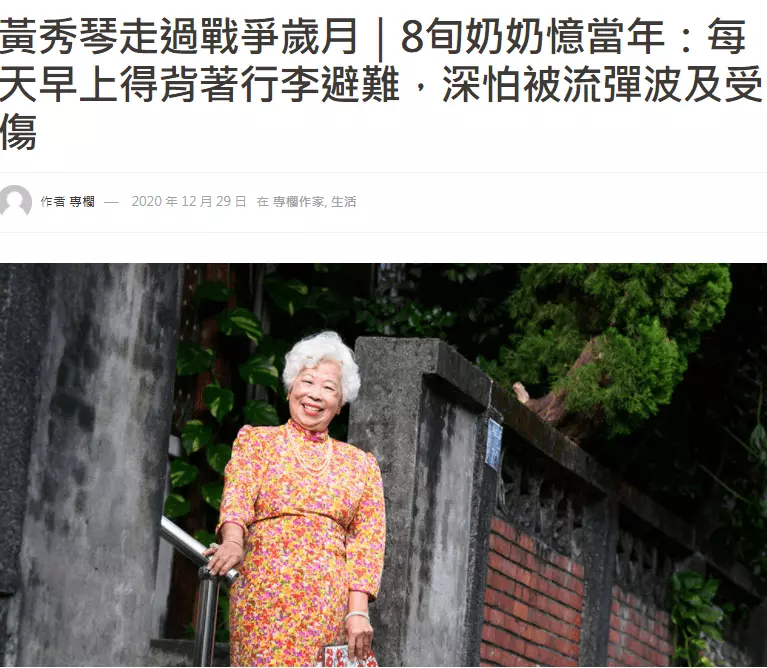 黃秀琴走過戰爭歲月｜8旬奶奶憶當年：每
天早上得背著行李避難，深怕被流彈波及受
傷
作者 專欄 — 2020 年 12 月 29 日 在 專欄作家, 生活